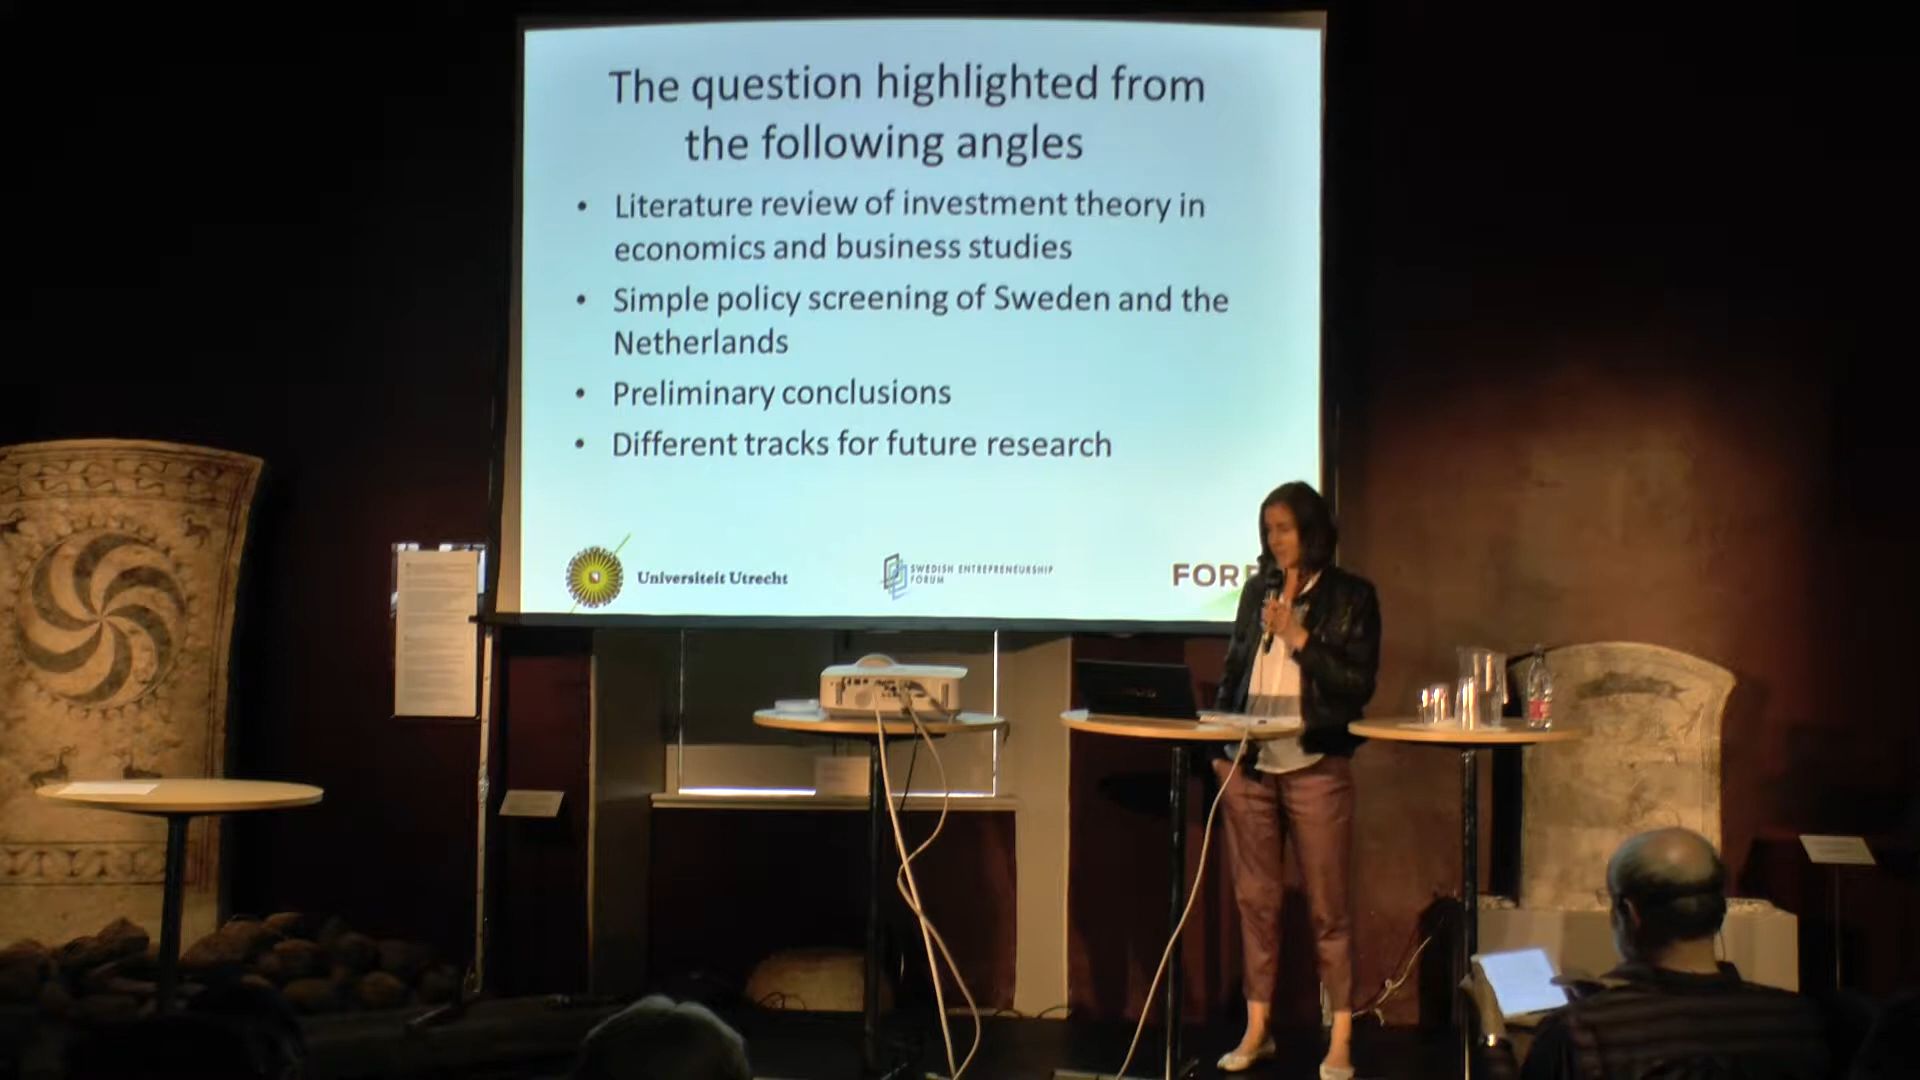 The question highlighted from
the following angles
• Literature review of investment theory in
economics and business studies
• Simple policy screening of Sweden and the
Netherlands
• Preliminary conclusions
• Different tracks for future research
Universiteit Utrecht
SWEDISH ENTREPRENEURSHIP
FORUM